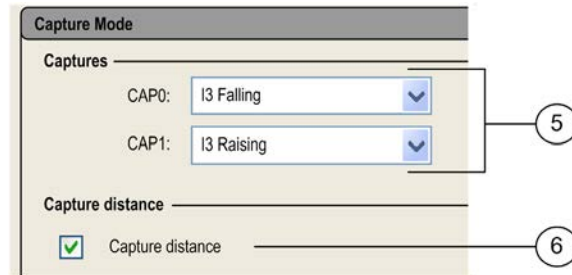 Capture Mode
Captures
CAP0: I3 Falling
5
CAP1: I3 Raising
Capture distance
Capture distance
6